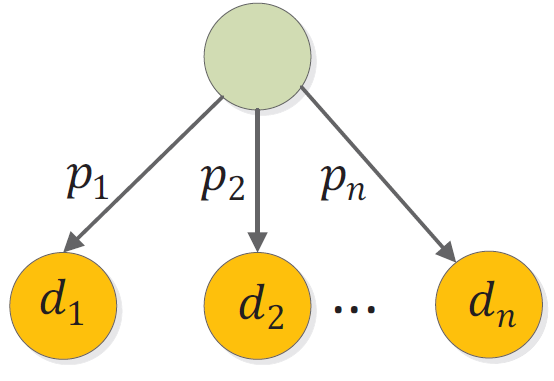 p₁ p₂ pₙ
d₁ d₂ ... dₙ